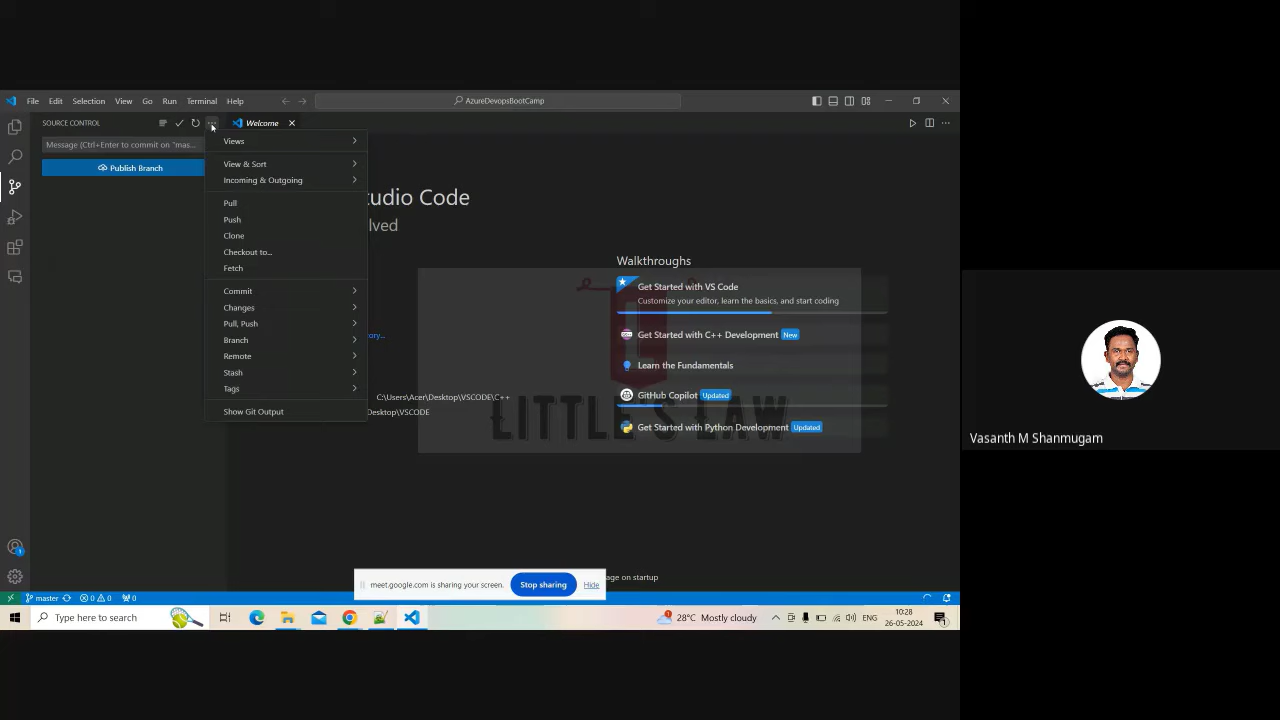 File Edit Selection View Go Run Terminal Help
AzureDevopsBootCamp
SOURCE CONTROL
Welcome
Message (Ctrl+Enter to commit on "mas...
Publish Branch
Views
View & Sort
Incoming & Outgoing
Pull
Push
Clone
Checkout to...
Fetch
Commit
Changes
Pull, Push
Branch
Remote
Stash
Tags
Show Git Output
tudio Code
lved
ary...
C:\Users\Acer\Desktop\VSCODE\C++
Desktop\VSCODE
Walkthroughs
Get Started with VS Code
Customize your editor, learn the basics, and start coding
Get Started with C++ Development New
Learn the Fundamentals
GitHub Copilot Updated
Get Started with Python Development Updated
LITTLE'S LAW
age on startup
meet.google.com is sharing your screen. Stop sharing Hide
master 0 0 0
Type here to search
28°C Mostly cloudy
ENG
10:28
26-05-2024
Vasanth M Shanmugam